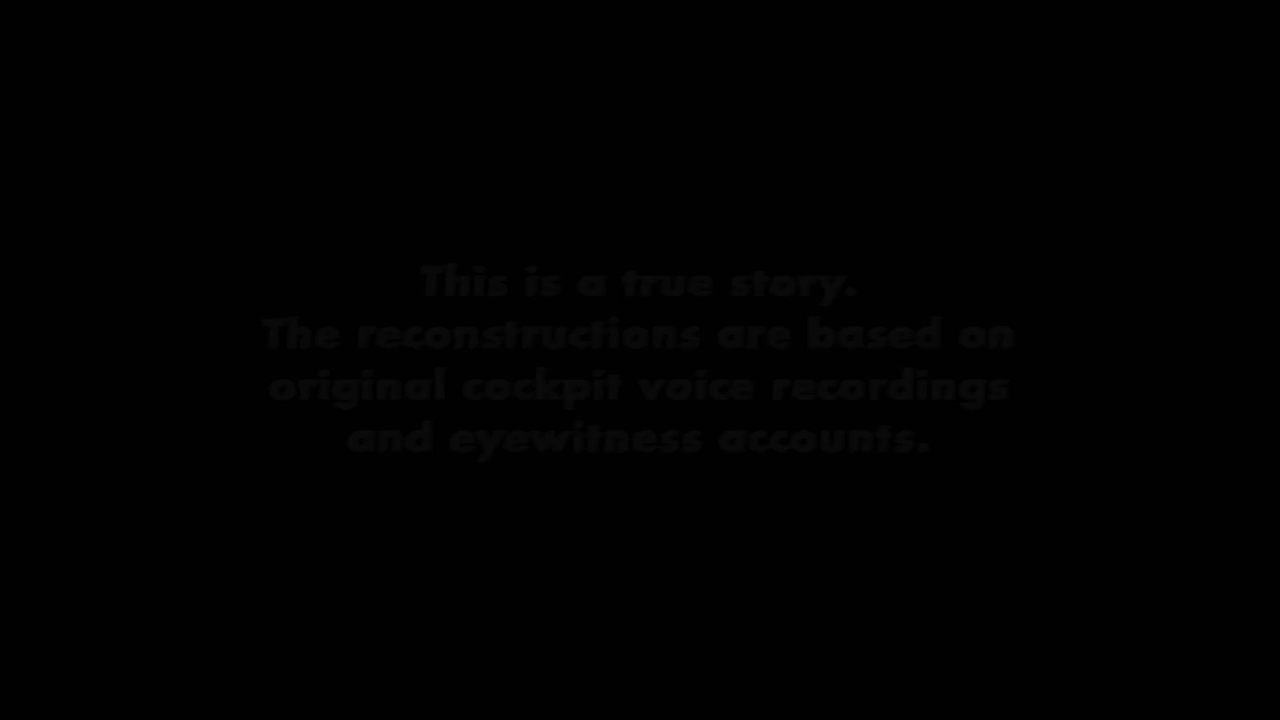 This is a true story.
The reconstructions are based on
original cockpit voice recordings
and eyewitness accounts.